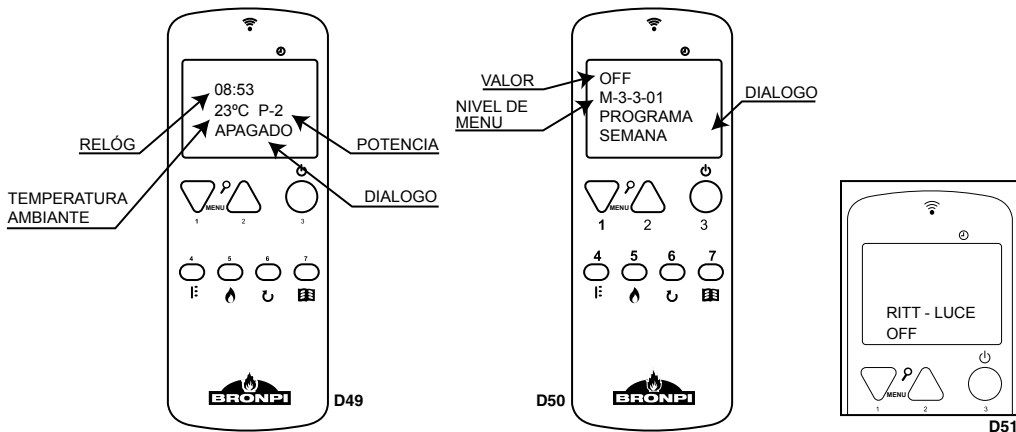 08:53
23ºC P-2
APAGADO
RELÓG
POTENCIA
TEMPERATURA
AMBIANTE
DIALOGO
MENU
1
2
3
4
5
6
7
BRONPI
D49
OFF
M-3-3-01
PROGRAMA
SEMANA
VALOR
NIVEL DE
MENU
DIALOGO
MENU
1
2
3
4
5
6
7
BRONPI
D50
RITT - LUCE
OFF
MENU
1
2
3
D51